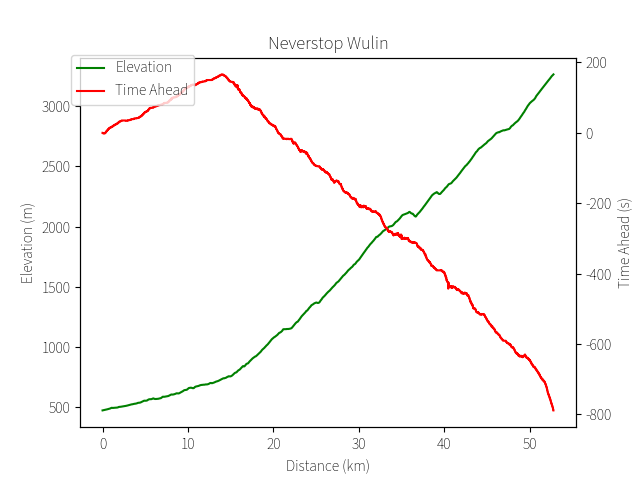 Neverstop Wulin
Elevation
Time Ahead
Elevation (m)
3000
2500
2000
1500
1000
500
200
0
-200
-400
-600
-800
Time Ahead (s)
0 10 20 30 40 50
Distance (km)